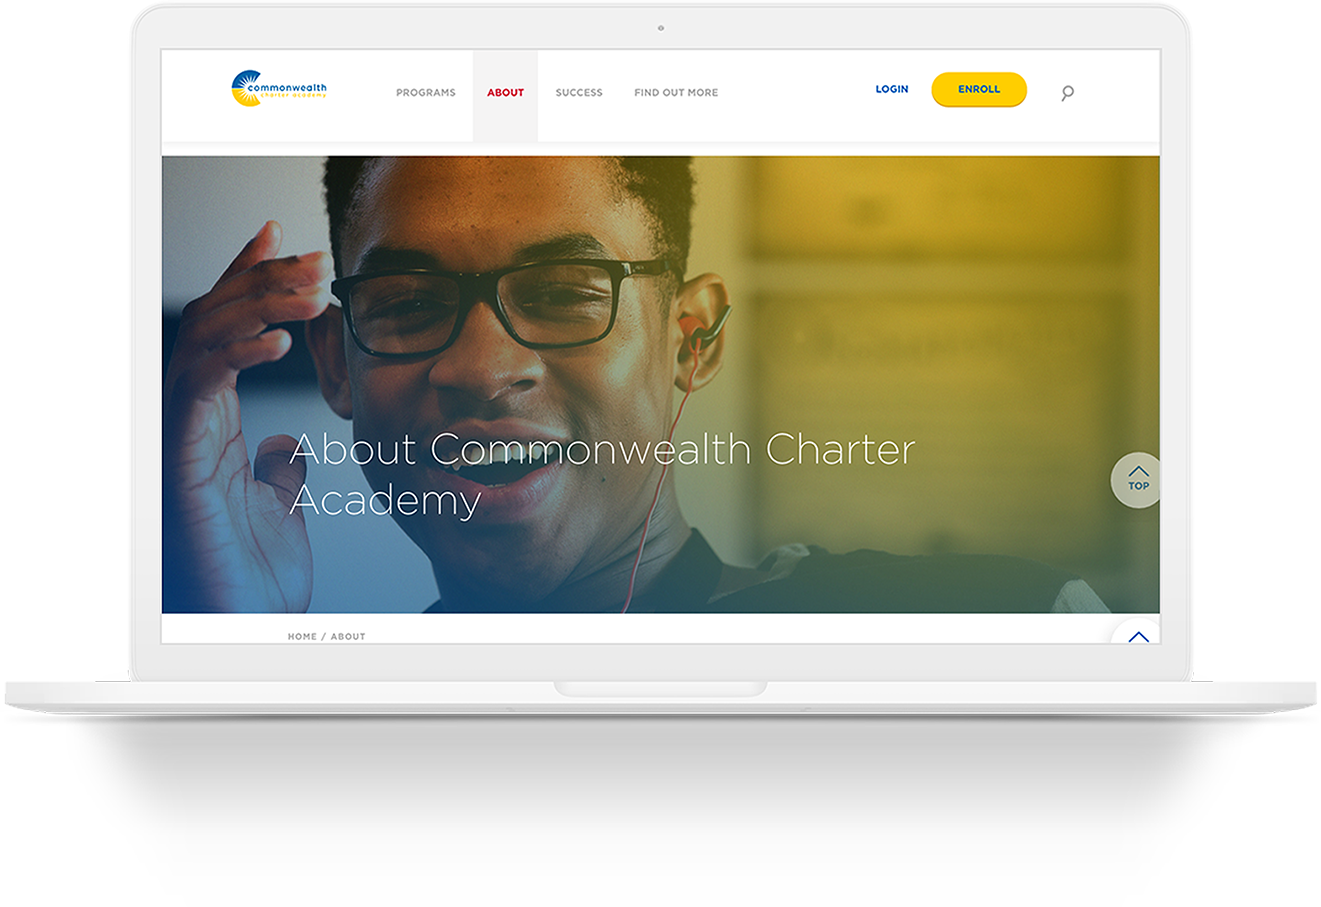 commonwealth
charter academy
PROGRAMS
ABOUT
SUCCESS
FIND OUT MORE
LOGIN
ENROLL
About Commonwealth Charter
Academy
TOP
HOME / ABOUT